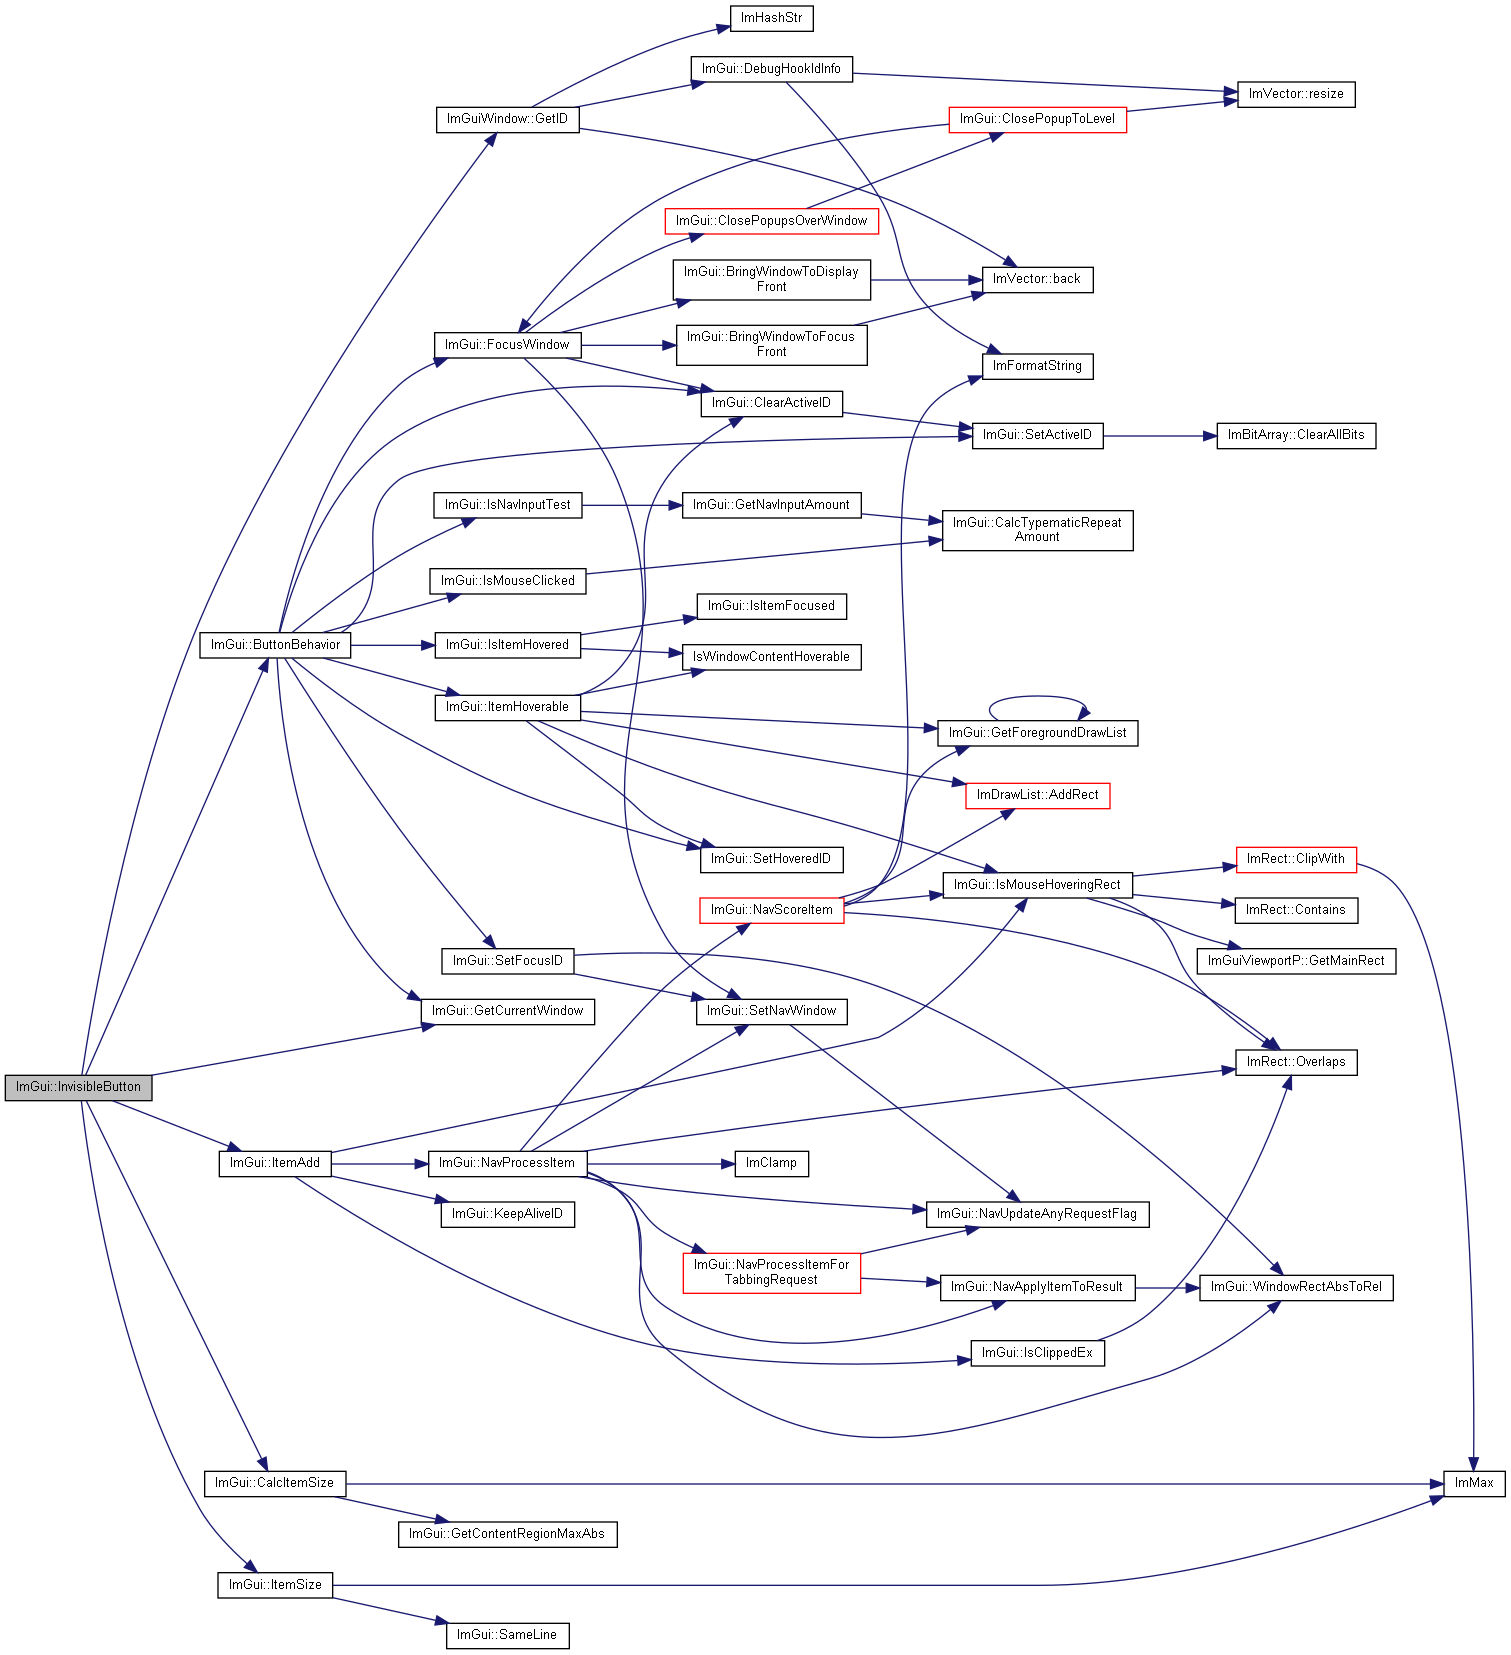 ImHashStr
ImGui::DebugHookIdInfo
ImVector::resize
ImGuiWindow::GetID
ImGui::ClosePopupToLevel
ImGui::ClosePopupsOverWindow
ImGui::BringWindowToDisplay
Front
ImVector::back
ImGui::FocusWindow
ImGui::BringWindowToFocus
Front
ImFormatString
ImGui::ClearActiveID
ImGui::SetActiveID
ImBitArray::ClearAllBits
ImGui::IsNavInputTest
ImGui::GetNavInputAmount
ImGui::CalcTypematicRepeat
Amount
ImGui::IsMouseClicked
ImGui::IsItemFocused
ImGui::ButtonBehavior
ImGui::IsItemHovered
IsWindowContentHoverable
ImGui::ItemHoverable
ImGui::GetForegroundDrawList
ImDrawList::AddRect
ImGui::SetHoveredID
ImRect::ClipWith
ImGui::IsMouseHoveringRect
ImGui::NavScoreItem
ImRect::Contains
ImGui::SetFocusID
ImGuiViewportP::GetMainRect
ImGui::GetCurrentWindow
ImGui::SetNavWindow
ImRect::Overlaps
ImGui::InvisibleButton
ImGui::ItemAdd
ImGui::NavProcessItem
ImClamp
ImGui::KeepAliveID
ImGui::NavUpdateAnyRequestFlag
ImGui::NavProcessItemFor
TabbingRequest
ImGui::NavApplyItemToResult
ImGui::WindowRectAbsToRel
ImGui::IsClippedEx
ImGui::CalcItemSize
ImMax
ImGui::GetContentRegionMaxAbs
ImGui::ItemSize
ImGui::SameLine